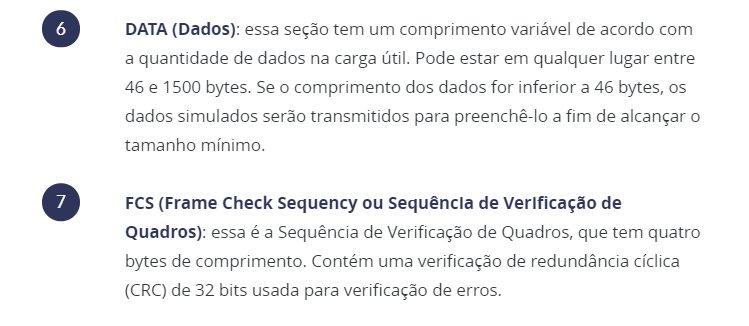 6
DATA (Dados): essa seção tem um comprimento variável de acordo com
a quantidade de dados na carga útil. Pode estar em qualquer lugar entre
46 e 1500 bytes. Se o comprimento dos dados for inferior a 46 bytes, os
dados simulados serão transmitidos para preenchê-lo a fim de alcançar o
tamanho mínimo.
7
FCS (Frame Check Sequency ou Sequêncla de Verlficação de
Quadros): essa é a Sequência de Verificação de Quadros, que tem quatro
bytes de comprimento. Contém uma verificação de redundância cíclica
(CRC) de 32 bits usada para verificação de erros.